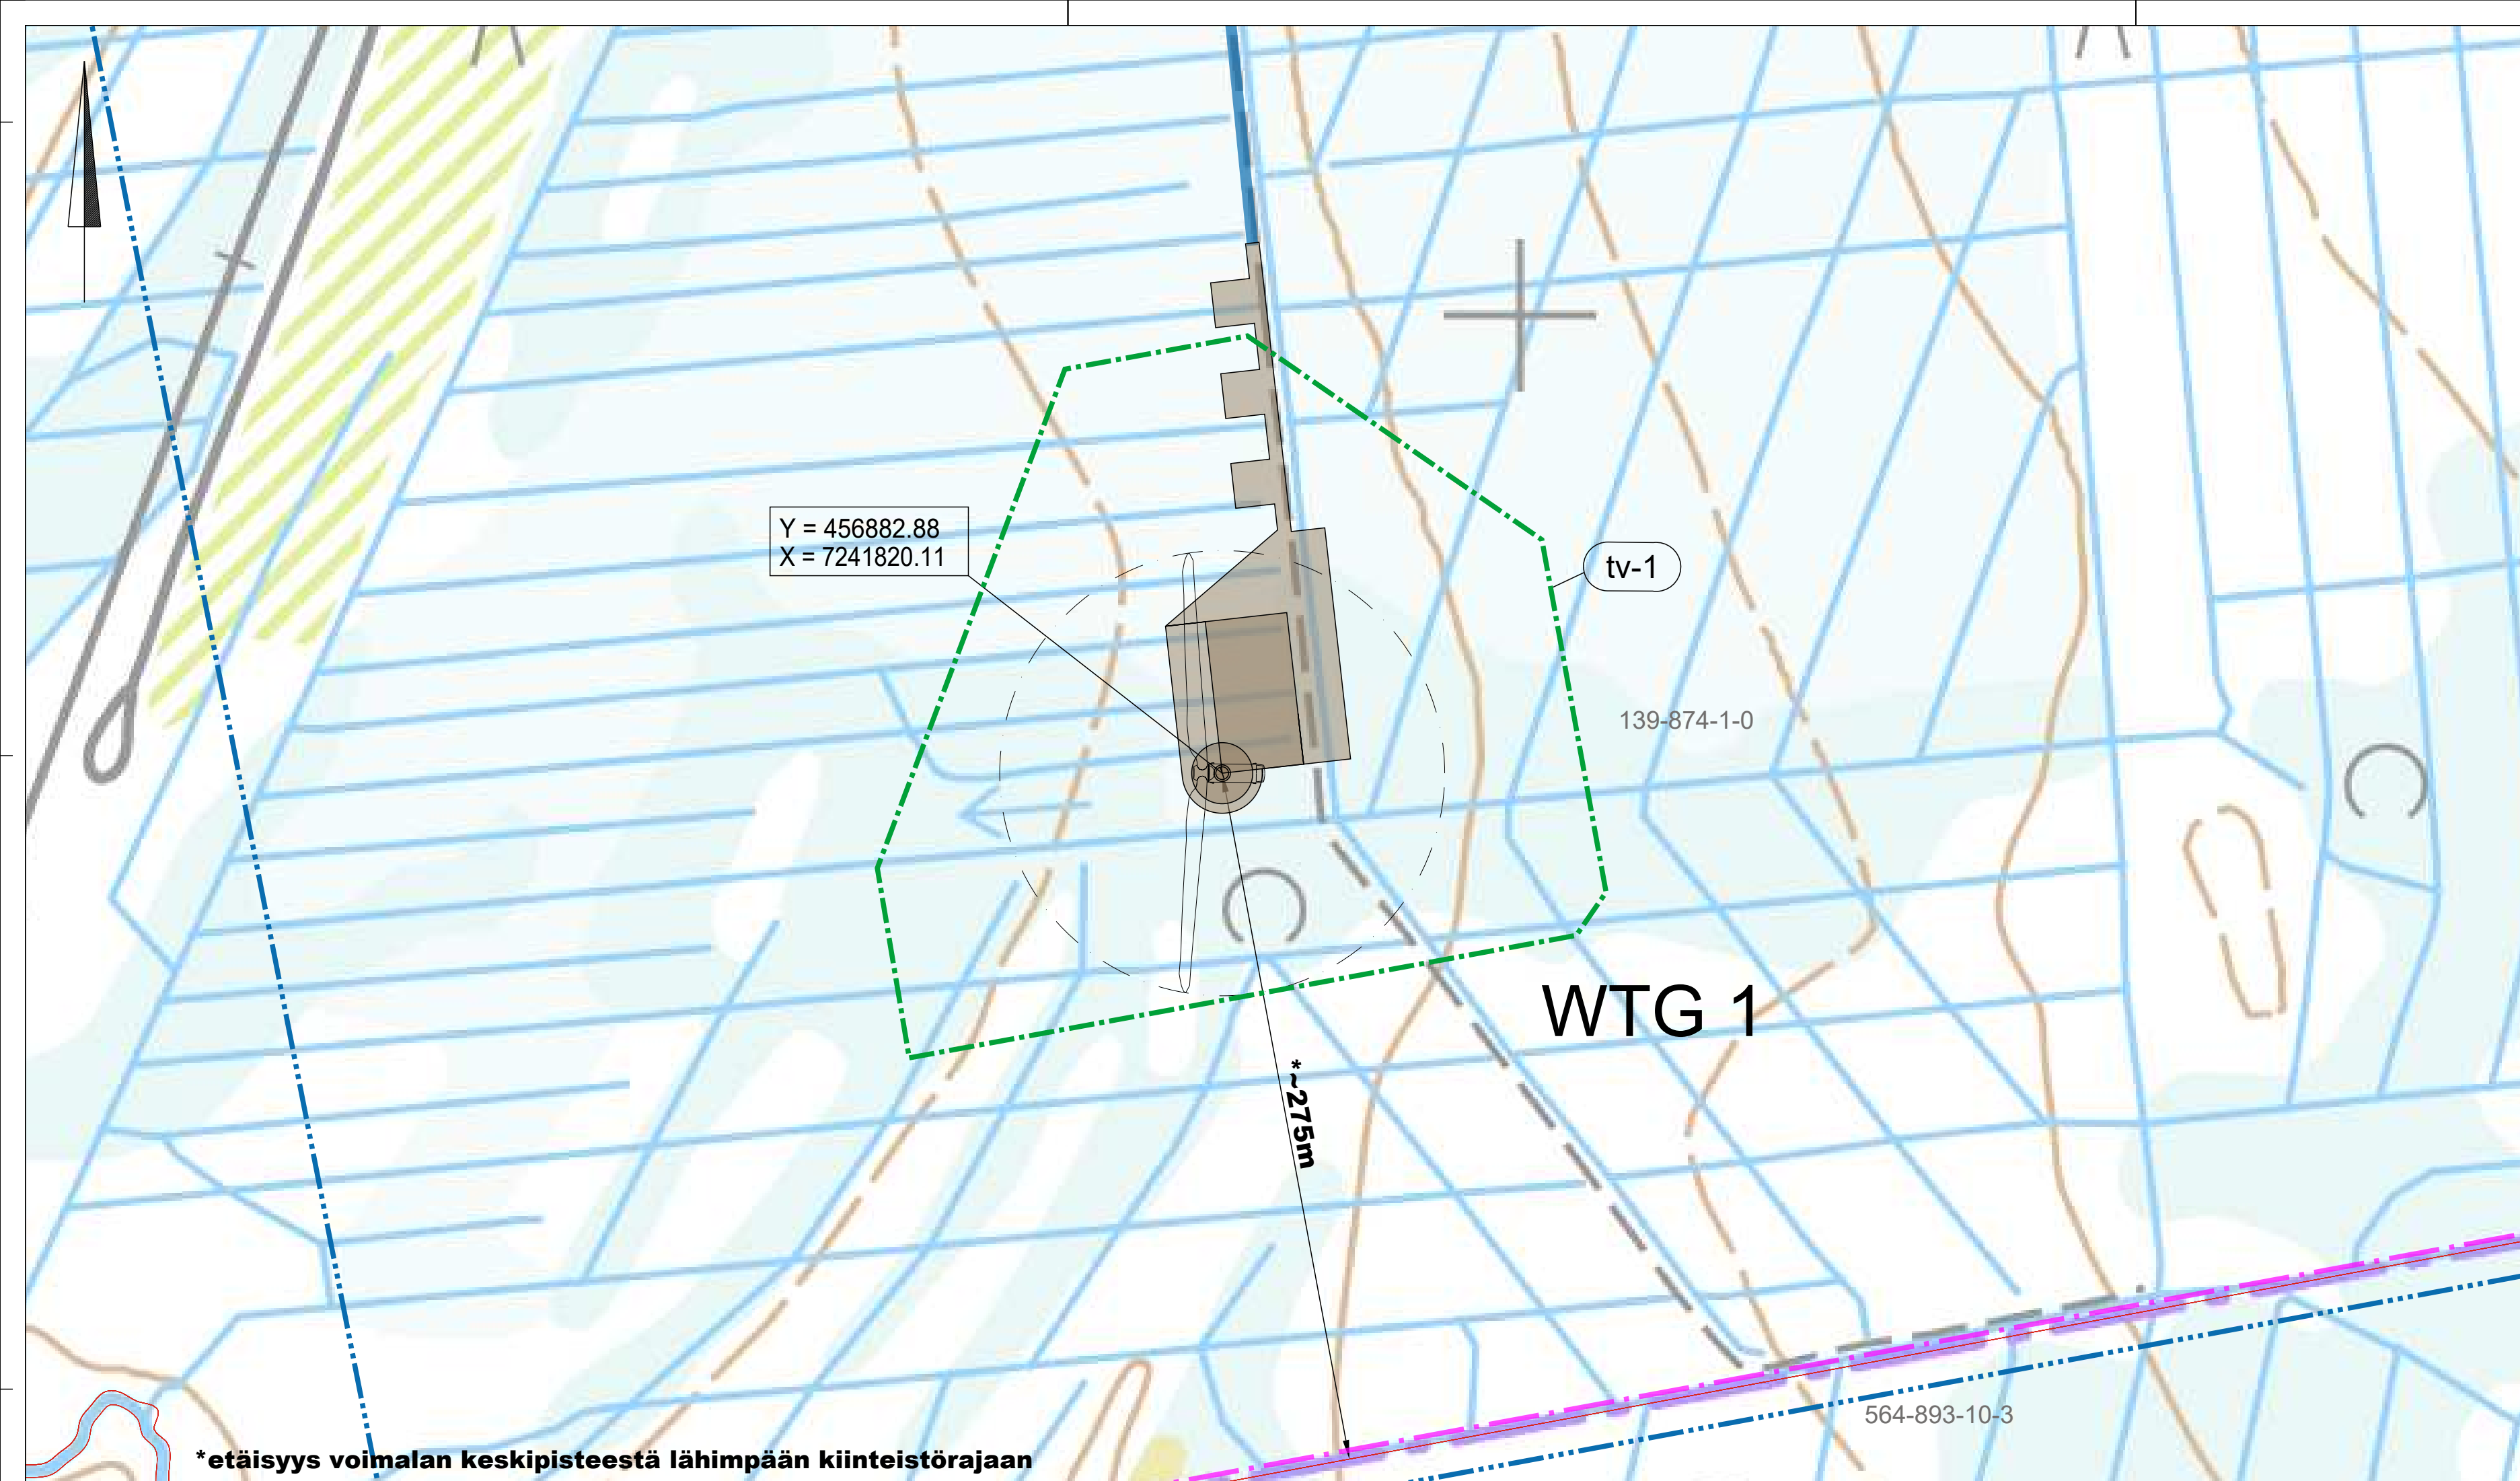 Y = 456882.88
X = 7241820.11
tv-1
139-874-1-0
WTG 1
*~275m
564-893-10-3
*etäisyys voimalan keskipisteestä lähimpään kiinteistörajaan